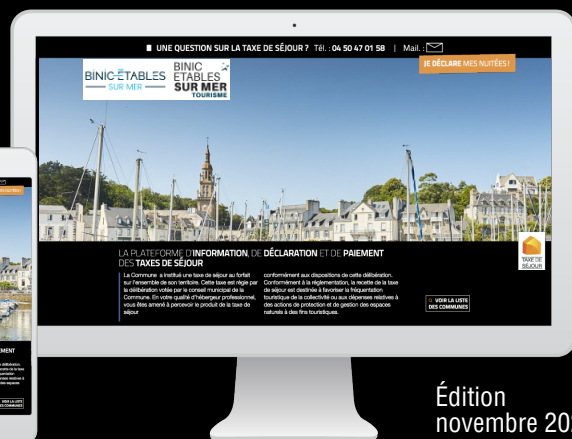 UNE QUESTION SUR LA TAXE DE SÉJOUR ? Tél. : 04 50 47 01 58 | Mail. :
JE DÉCLARE MES NUITÉES !
BINIC-ÉTABLES
SUR MER
BINIC
ETABLES
SUR MER
TOURISME
LA PLATEFORME D'INFORMATION, DE DÉCLARATION ET DE PAIEMENT
DES TAXES DE SÉJOUR
La Commune a institué une taxe de séjour au forfait
sur l'ensemble de son territoire. Cette taxe est régie par
la délibération votée par le conseil municipal de la
Commune. En votre qualité d'hébergeur professionnel,
vous êtes amené à percevoir le produit de la taxe de
séjour
conformément aux dispositions de cette délibération.
Conformément à la règlementation, la recette de la taxe
de séjour est destinée à favoriser la fréquentation
touristique de la collectivité ou aux dépenses relatives à
des actions de protection et de gestion des espaces
naturels à des fins touristiques.
TAXE DE
SÉJOUR
VOIR LA LISTE
DES COMMUNES
Édition
novembre